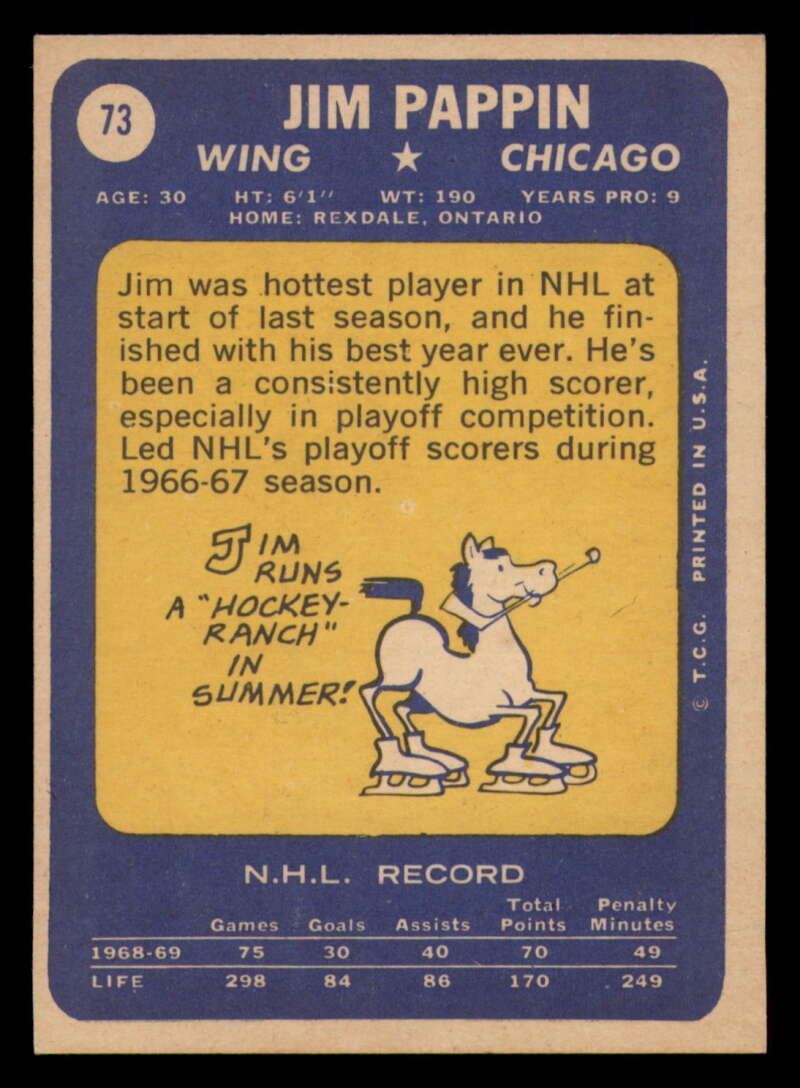 73
JIM PAPPIN
WING ★ CHICAGO
AGE: 30 HT: 6'1" WT: 190 YEARS PRO: 9
HOME: REXDALE, ONTARIO
Jim was hottest player in NHL at
start of last season, and he fin-
ished with his best year ever. He's
been a consistently high scorer,
especially in playoff competition.
Led NHL's playoff scorers during
1966-67 season.
JIM
RUNS
A "HOCKEY-
RANCH"
IN
SUMMER!
© T.C.G. PRINTED IN U.S.A.
N.H.L. RECORD
Total Penalty
Games Goals Assists Points Minutes
1968-69 75 30 40 70 49
LIFE 298 84 86 170 249